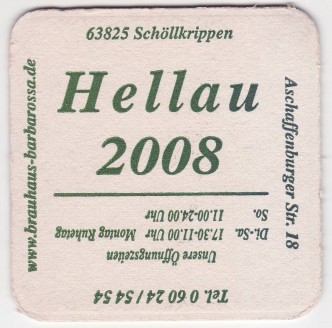 63825 Schöllkrippen
Hellau
2008
Aschaffenburger Str. 18
Tel. 0 60 24 / 54 54
www.brauhaus-barbarossa.de
Unsere Öffnungszeiten
Di.-Sa. 17.30-11.00 Uhr Montag Ruhetag
So. 11.00-24.00 Uhr